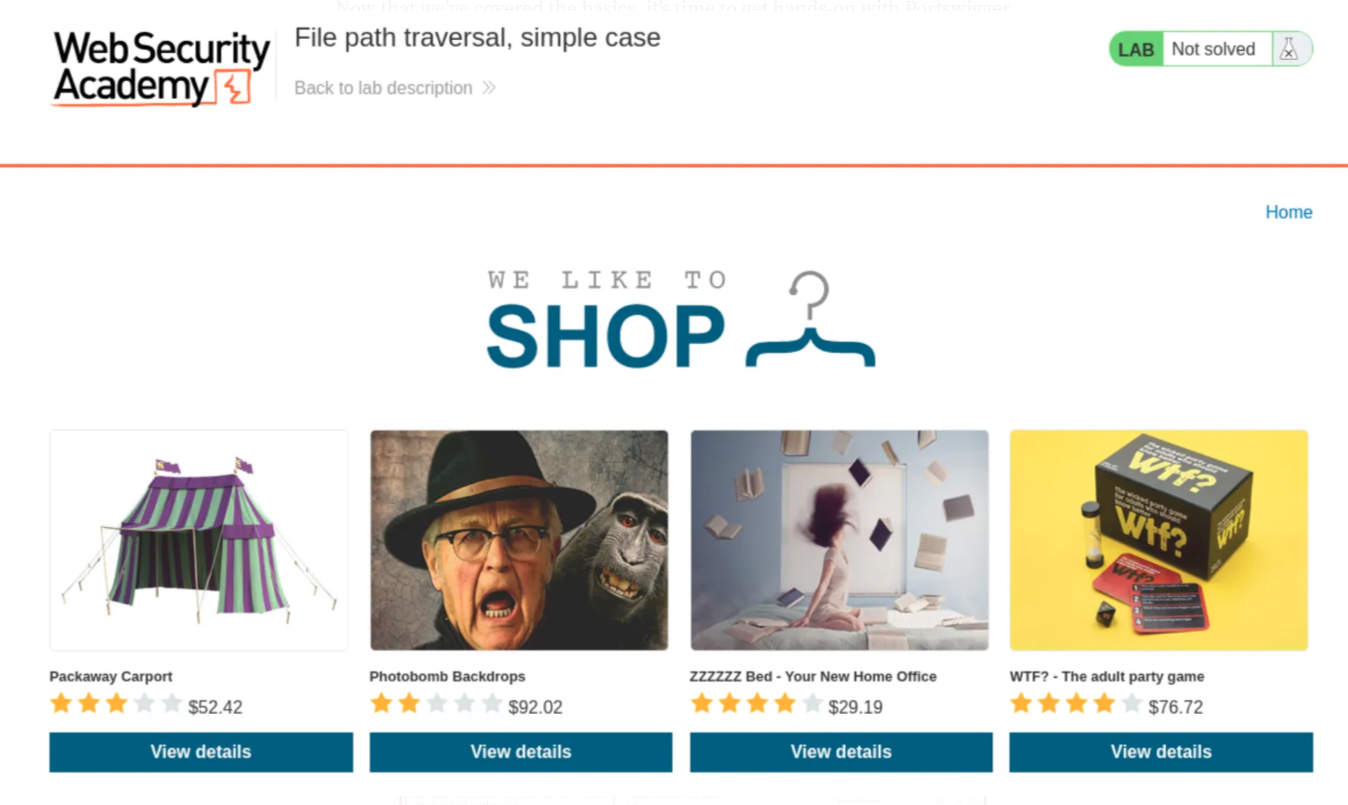 Now that we've covered the basics, it's time to get hands-on with Portswigger
Web Security
Academy
File path traversal, simple case
Back to lab description
LAB Not solved
Home
WE LIKE TO
SHOP
Packaway Carport
$52.42
View details
Photobomb Backdrops
$92.02
View details
ZZZZZZ Bed - Your New Home Office
$29.19
View details
WTF? - The adult party game
$76.72
View details